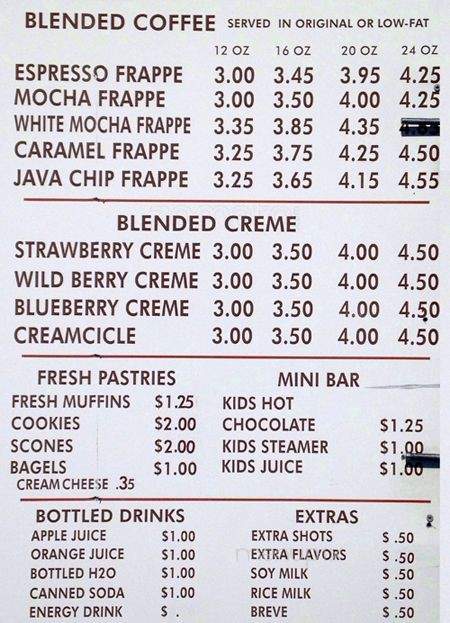 BLENDED COFFEE SERVED IN ORIGINAL OR LOW-FAT
12 OZ 16 OZ 20 OZ 24 OZ
ESPRESSO FRAPPE 3.00 3.45 3.95 4.25
MOCHA FRAPPE 3.00 3.50 4.00 4.25
WHITE MOCHA FRAPPE 3.35 3.85 4.35
CARAMEL FRAPPE 3.25 3.75 4.25 4.50
JAVA CHIP FRAPPE 3.25 3.65 4.15 4.55
BLENDED CREME
STRAWBERRY CREME 3.00 3.50 4.00 4.50
WILD BERRY CREME 3.00 3.50 4.00 4.50
BLUEBERRY CREME 3.00 3.50 4.00 4.50
CREAMCICLE 3.00 3.50 4.00 4.50
FRESH PASTRIES
FRESH MUFFINS $1.25
COOKIES $2.00
SCONES $2.00
BAGELS $1.00
CREAM CHEESE .35
MINI BAR
KIDS HOT
CHOCOLATE $1.25
KIDS STEAMER $1.00
KIDS JUICE $1.00
BOTTLED DRINKS
APPLE JUICE $1.00
ORANGE JUICE $1.00
BOTTLED H2O $1.00
CANNED SODA $1.00
ENERGY DRINK $ .
EXTRAS
EXTRA SHOTS $ .50
EXTRA FLAVORS $ .50
SOY MILK $ .50
RICE MILK $ .50
BREVE $ .50